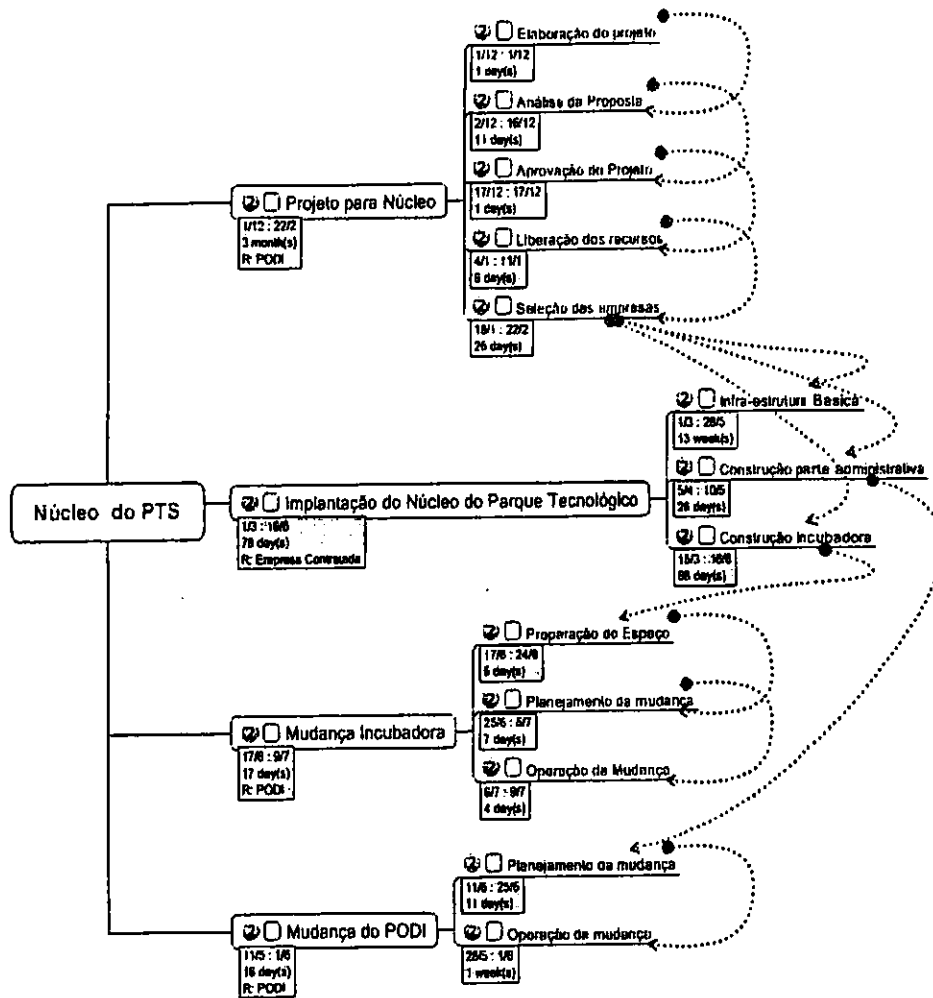 Elaboração do projeto
1/12 : 1/12
1 day(s)
Análise da Proposta
2/12 : 16/12
11 day(s)
Aprovação do Projeto
17/12 : 17/12
1 day(s)
Projeto para Núcleo
1/12 : 22/2
3 month(s)
R: PODI
Liberação dos recursos
4/1 : 11/1
6 day(s)
Seleção das empresas
18/1 : 22/2
26 day(s)
Infra-estrutura Basica
1/3 : 28/5
13 week(s)
Construção parte administrativa
5/4 : 10/5
26 day(s)
Núcleo do PTS
Implantação do Núcleo do Parque Tecnológico
1/3 : 16/6
78 day(s)
R: Empresa Contratada
Construção Incubadora
15/3 : 16/6
68 day(s)
Preparação do Espaço
17/6 : 24/6
6 day(s)
Planejamento da mudança
25/6 : 5/7
7 day(s)
Mudança Incubadora
17/6 : 9/7
17 day(s)
R: PODI
Operação da Mudança
6/7 : 9/7
4 day(s)
Planejamento da mudança
11/5 : 25/5
11 day(s)
Mudança do PODI
11/5 : 1/6
16 day(s)
R: PODI
Operação da mudança
1 week(s)